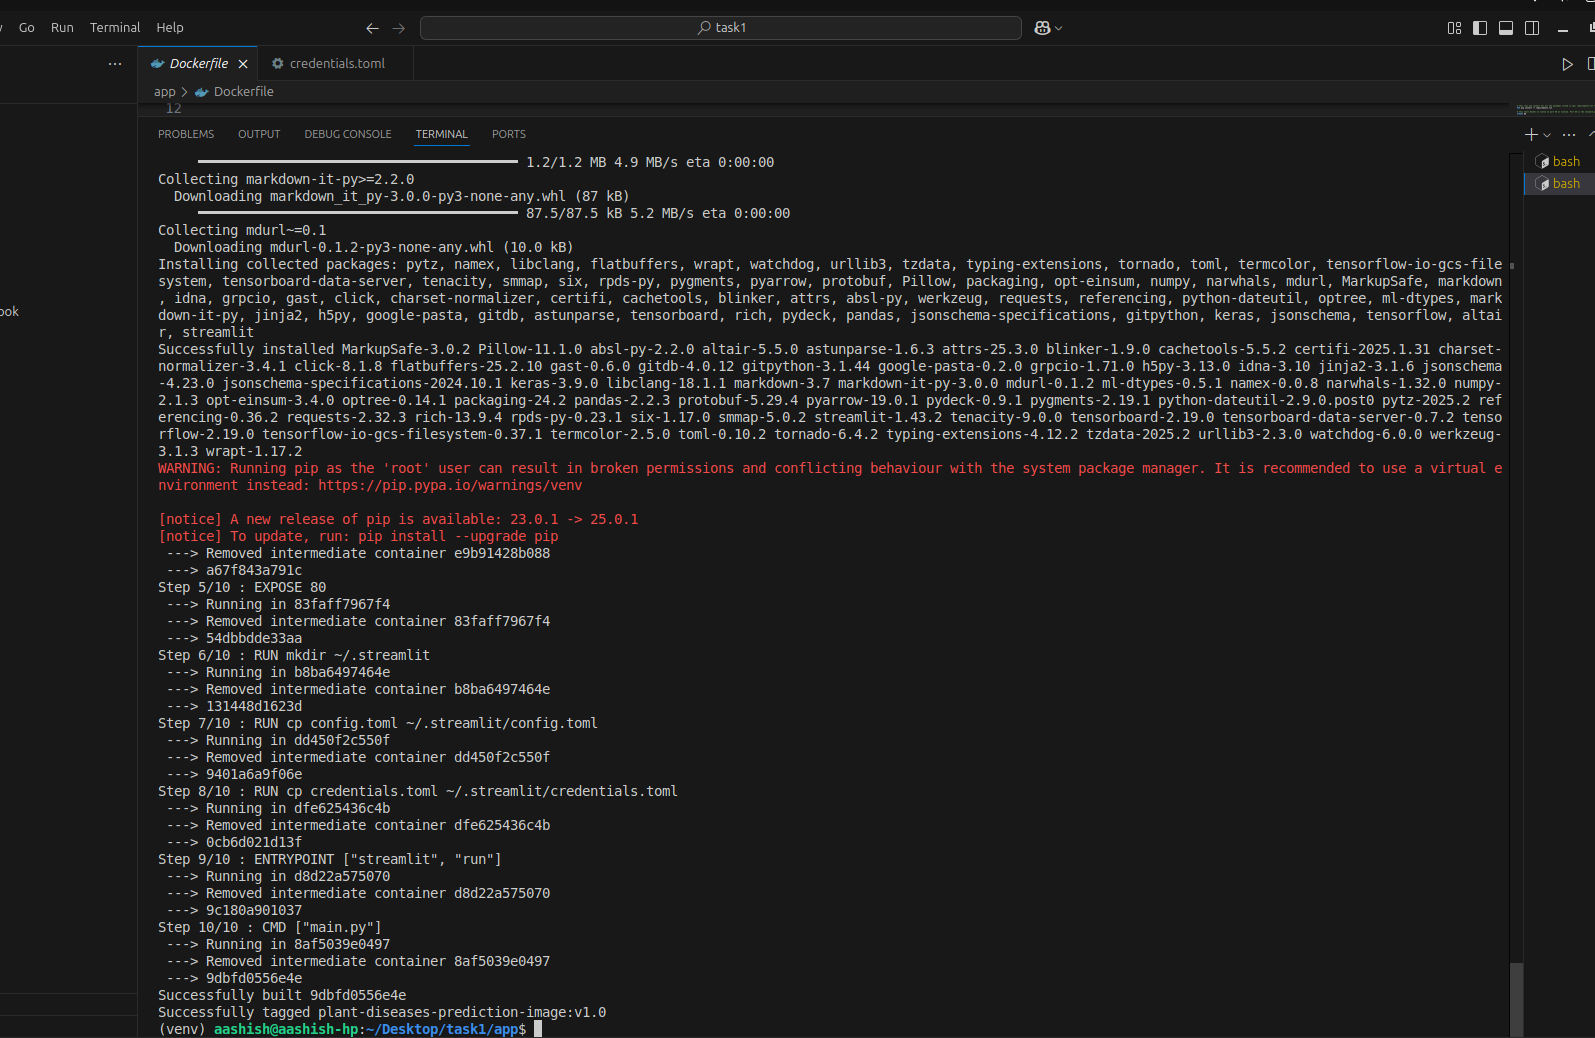 Go Run Terminal Help
task1
Dockerfile
credentials.toml
app > Dockerfile
12
PROBLEMS OUTPUT DEBUG CONSOLE TERMINAL PORTS
bash
bash
1.2/1.2 MB 4.9 MB/s eta 0:00:00
Collecting markdown-it-py>=2.2.0
Downloading markdown_it_py-3.0.0-py3-none-any.whl (87 kB)
87.5/87.5 kB 5.2 MB/s eta 0:00:00
Collecting mdurl~=0.1
Downloading mdurl-0.1.2-py3-none-any.whl (10.0 kB)
Installing collected packages: pytz, namex, libclang, flatbuffers, wrapt, watchdog, urllib3, tzdata, typing-extensions, tornado, toml, termcolor, tensorflow-io-gcs-file
system, tensorboard-data-server, tenacity, smmap, six, rpds-py, pygments, pyarrow, protobuf, Pillow, packaging, opt-einsum, numpy, narwhals, mdurl, MarkupSafe, markdown
, idna, grpcio, gast, click, charset-normalizer, certifi, cachetools, blinker, attrs, absl-py, werkzeug, requests, referencing, python-dateutil, optree, ml-dtypes, mark
down-it-py, jinja2, h5py, google-pasta, gitdb, astunparse, tensorboard, rich, pydeck, pandas, jsonschema-specifications, gitpython, keras, jsonschema, tensorflow, altai
r, streamlit
Successfully installed MarkupSafe-3.0.2 Pillow-11.1.0 absl-py-2.2.0 altair-5.5.0 astunparse-1.6.3 attrs-25.3.0 blinker-1.9.0 cachetools-5.5.2 certifi-2025.1.31 charset-
normalizer-3.4.1 click-8.1.8 flatbuffers-25.2.10 gast-0.6.0 gitdb-4.0.12 gitpython-3.1.44 google-pasta-0.2.0 grpcio-1.71.0 h5py-3.13.0 idna-3.10 jinja2-3.1.6 jsonschema
-4.23.0 jsonschema-specifications-2024.10.1 keras-3.9.0 libclang-18.1.1 markdown-3.7 markdown-it-py-3.0.0 mdurl-0.1.2 ml-dtypes-0.5.1 namex-0.0.8 narwhals-1.32.0 numpy-
2.1.3 opt-einsum-3.4.0 optree-0.14.1 packaging-24.2 pandas-2.2.3 protobuf-5.29.4 pyarrow-19.0.1 pydeck-0.9.1 pygments-2.19.1 python-dateutil-2.9.0.post0 pytz-2025.2 ref
erencing-0.36.2 requests-2.32.3 rich-13.9.4 rpds-py-0.23.1 six-1.17.0 smmap-5.0.2 streamlit-1.43.2 tenacity-9.0.0 tensorboard-2.19.0 tensorboard-data-server-0.7.2 tenso
rflow-2.19.0 tensorflow-io-gcs-filesystem-0.37.1 termcolor-2.5.0 toml-0.10.2 tornado-6.4.2 typing-extensions-4.12.2 tzdata-2025.2 urllib3-2.3.0 watchdog-6.0.0 werkzeug-
3.1.3 wrapt-1.17.2
WARNING: Running pip as the 'root' user can result in broken permissions and conflicting behaviour with the system package manager. It is recommended to use a virtual e
nvironment instead: https://pip.pypa.io/warnings/venv
[notice] A new release of pip is available: 23.0.1 -> 25.0.1
[notice] To update, run: pip install --upgrade pip
---> Removed intermediate container e9b91428b088
---> a67f843a791c
Step 5/10 : EXPOSE 80
---> Running in 83faff7967f4
---> Removed intermediate container 83faff7967f4
---> 54dbbdde33aa
Step 6/10 : RUN mkdir ~/.streamlit
---> Running in b8ba6497464e
---> Removed intermediate container b8ba6497464e
---> 131448d1623d
Step 7/10 : RUN cp config.toml ~/.streamlit/config.toml
---> Running in dd450f2c550f
---> Removed intermediate container dd450f2c550f
---> 9401a6a9f06e
Step 8/10 : RUN cp credentials.toml ~/.streamlit/credentials.toml
---> Running in dfe625436c4b
---> Removed intermediate container dfe625436c4b
---> 0cb6d021d13f
Step 9/10 : ENTRYPOINT ["streamlit", "run"]
---> Running in d8d22a575070
---> Removed intermediate container d8d22a575070
---> 9c180a901037
Step 10/10 : CMD ["main.py"]
---> Running in 8af5039e0497
---> Removed intermediate container 8af5039e0497
---> 9dbfd0556e4e
Successfully built 9dbfd0556e4e
Successfully tagged plant-diseases-prediction-image:v1.0
(venv) aashish@aashish-hp:~/Desktop/task1/app$